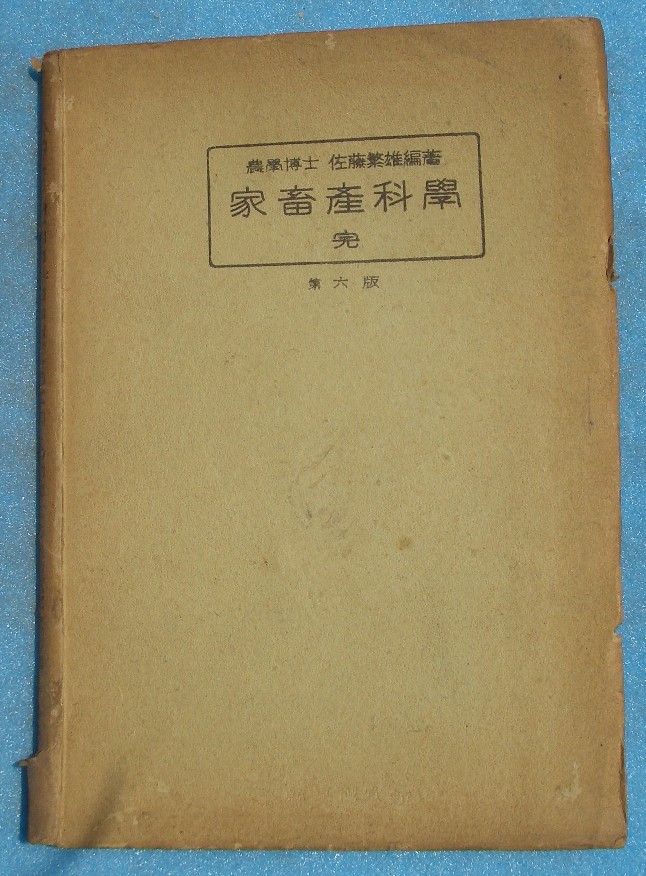 農學博士 佐藤繁雄編著
家畜產科學
完
第六版